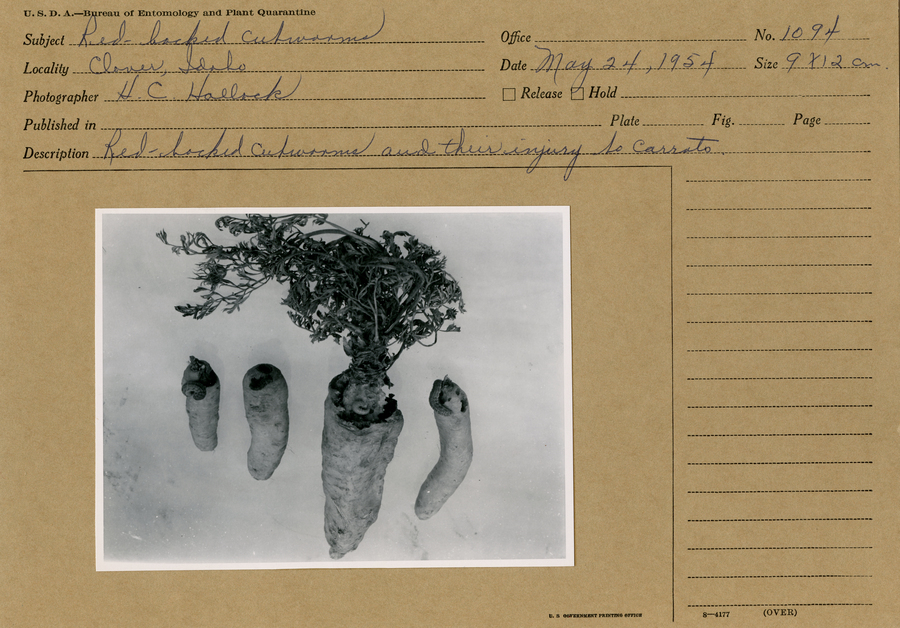 U. S. D. A.—Bureau of Entomology and Plant Quarantine
Subject Red-backed cutworms Office No. 1094
Locality Clover, Idaho Date May 24, 1954 Size 9 X 12 cm.
Photographer H. C. Hallock Release Hold
Published in Plate Fig. Page
Description Red-backed cutworms and their injury to carrots.
U. S. GOVERNMENT PRINTING OFFICE
8—4177 (OVER)